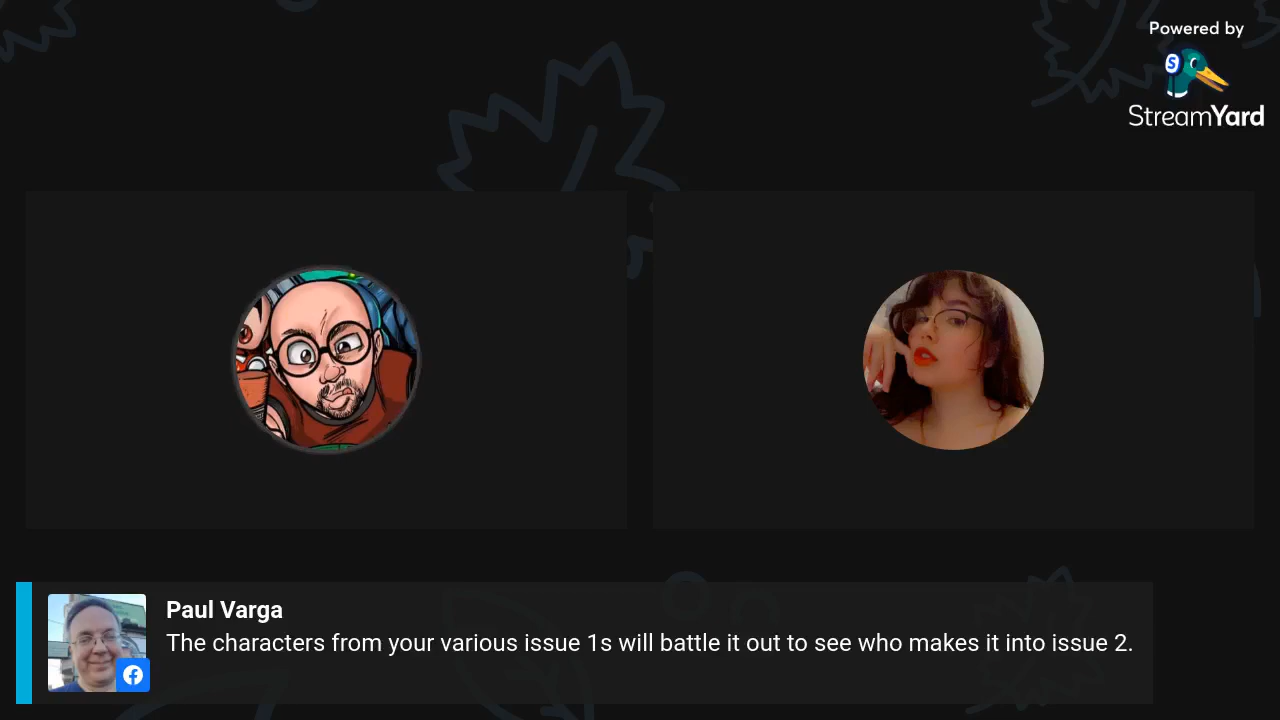 Powered by
S
StreamYard
Paul Varga
The characters from your various issue 1s will battle it out to see who makes it into issue 2.